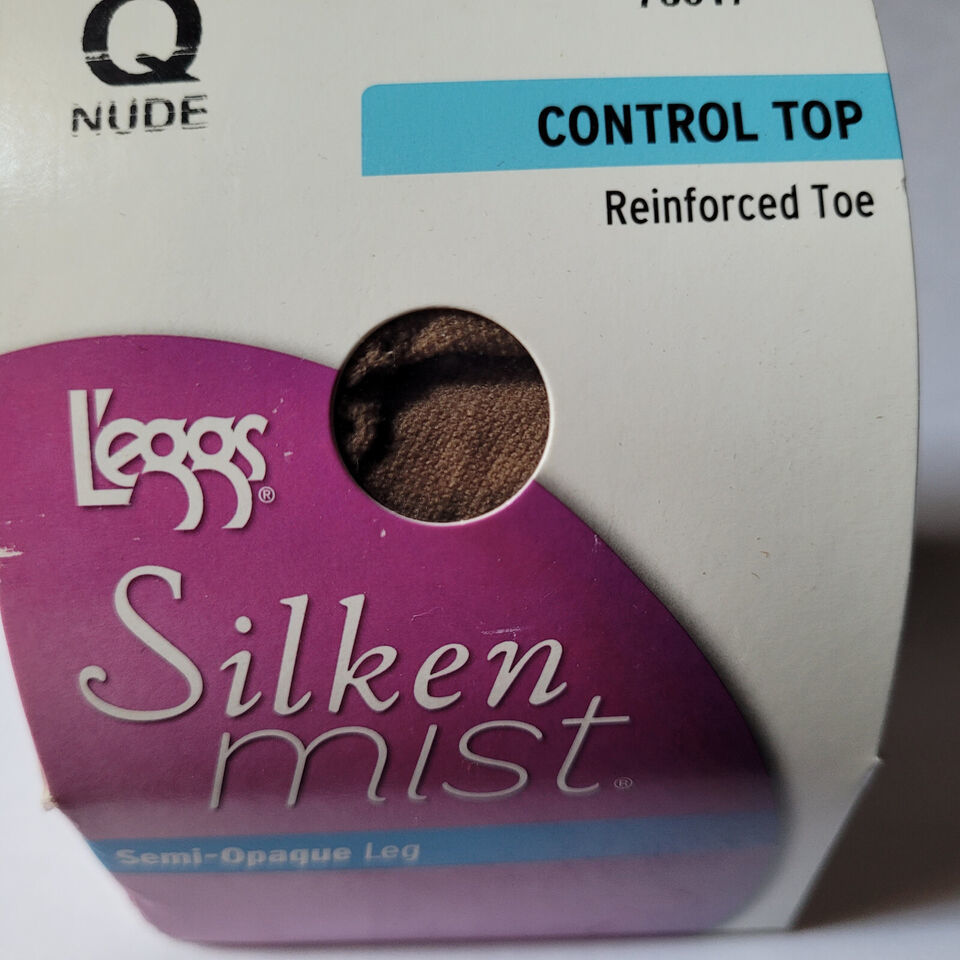 Q
NUDE
CONTROL TOP
Reinforced Toe
L'eggs®
Silken
mist®
Semi-Opaque Leg